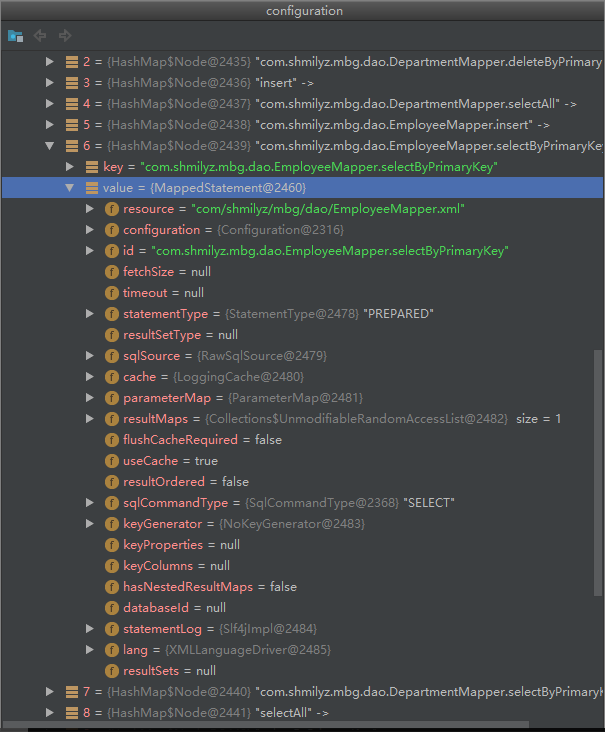 configuration
2 = {HashMap$Node@2435} "com.shmilyz.mbg.dao.DepartmentMapper.deleteByPrimary
3 = {HashMap$Node@2436} "insert" ->
4 = {HashMap$Node@2437} "com.shmilyz.mbg.dao.DepartmentMapper.selectAll" ->
5 = {HashMap$Node@2438} "com.shmilyz.mbg.dao.EmployeeMapper.insert" ->
6 = {HashMap$Node@2439} "com.shmilyz.mbg.dao.EmployeeMapper.selectByPrimaryKey
key = "com.shmilyz.mbg.dao.EmployeeMapper.selectByPrimaryKey"
value = {MappedStatement@2460}
f resource = "com/shmilyz/mbg/dao/EmployeeMapper.xml"
f configuration = {Configuration@2316}
f id = "com.shmilyz.mbg.dao.EmployeeMapper.selectByPrimaryKey"
f fetchSize = null
f timeout = null
f statementType = {StatementType@2478} "PREPARED"
f resultSetType = null
f sqlSource = {RawSqlSource@2479}
f cache = {LoggingCache@2480}
f parameterMap = {ParameterMap@2481}
f resultMaps = {Collections$UnmodifiableRandomAccessList@2482} size = 1
f flushCacheRequired = false
f useCache = true
f resultOrdered = false
f sqlCommandType = {SqlCommandType@2368} "SELECT"
f keyGenerator = {NoKeyGenerator@2483}
f keyProperties = null
f keyColumns = null
f hasNestedResultMaps = false
f databaseId = null
f statementLog = {Slf4jImpl@2484}
f lang = {XMLLanguageDriver@2485}
f resultSets = null
7 = {HashMap$Node@2440} "com.shmilyz.mbg.dao.DepartmentMapper.selectByPrimaryK
8 = {HashMap$Node@2441} "selectAll" ->